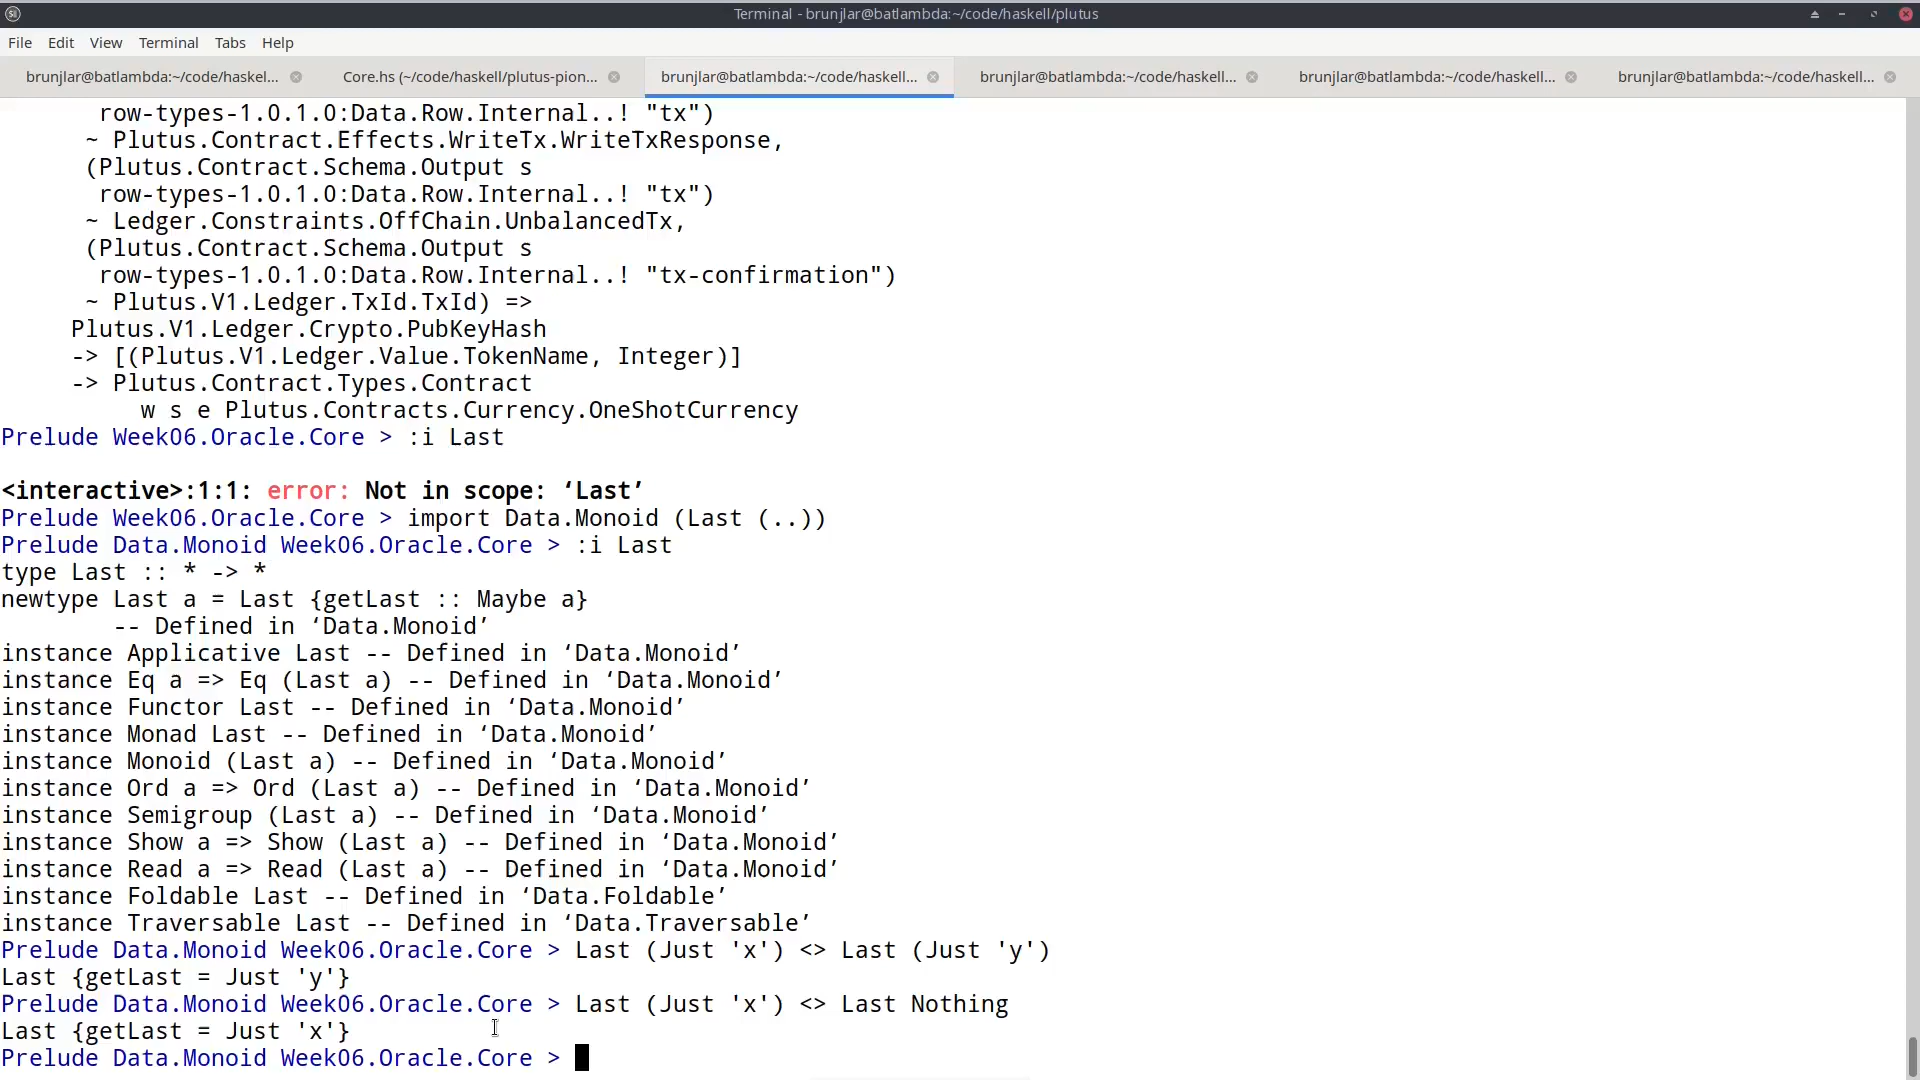 Terminal - brunjlar@batlambda:~/code/haskell/plutus
File Edit View Terminal Tabs Help
brunjlar@batlambda:~/code/haskel... Core.hs (~/code/haskell/plutus-pion... brunjlar@batlambda:~/code/haskell... brunjlar@batlambda:~/code/haskell... brunjlar@batlambda:~/code/haskell... brunjlar@batlambda:~/code/haskell...
       row-types-1.0.1.0:Data.Row.Internal..! "tx")
      ~ Plutus.Contract.Effects.WriteTx.WriteTxResponse,
      (Plutus.Contract.Schema.Output s
       row-types-1.0.1.0:Data.Row.Internal..! "tx")
      ~ Ledger.Constraints.OffChain.UnbalancedTx,
      (Plutus.Contract.Schema.Output s
       row-types-1.0.1.0:Data.Row.Internal..! "tx-confirmation")
      ~ Plutus.V1.Ledger.TxId.TxId) =>
     Plutus.V1.Ledger.Crypto.PubKeyHash
     -> [(Plutus.V1.Ledger.Value.TokenName, Integer)]
     -> Plutus.Contract.Types.Contract
          w s e Plutus.Contracts.Currency.OneShotCurrency
Prelude Week06.Oracle.Core > :i Last
<interactive>:1:1: error: Not in scope: ‘Last’
Prelude Week06.Oracle.Core > import Data.Monoid (Last (..))
Prelude Data.Monoid Week06.Oracle.Core > :i Last
type Last :: * -> *
newtype Last a = Last {getLast :: Maybe a}
        -- Defined in ‘Data.Monoid’
instance Applicative Last -- Defined in ‘Data.Monoid’
instance Eq a => Eq (Last a) -- Defined in ‘Data.Monoid’
instance Functor Last -- Defined in ‘Data.Monoid’
instance Monad Last -- Defined in ‘Data.Monoid’
instance Monoid (Last a) -- Defined in ‘Data.Monoid’
instance Ord a => Ord (Last a) -- Defined in ‘Data.Monoid’
instance Semigroup (Last a) -- Defined in ‘Data.Monoid’
instance Show a => Show (Last a) -- Defined in ‘Data.Monoid’
instance Read a => Read (Last a) -- Defined in ‘Data.Monoid’
instance Foldable Last -- Defined in ‘Data.Foldable’
instance Traversable Last -- Defined in ‘Data.Traversable’
Prelude Data.Monoid Week06.Oracle.Core > Last (Just 'x') <> Last (Just 'y')
Last {getLast = Just 'y'}
Prelude Data.Monoid Week06.Oracle.Core > Last (Just 'x') <> Last Nothing
Last {getLast = Just 'x'}
Prelude Data.Monoid Week06.Oracle.Core >